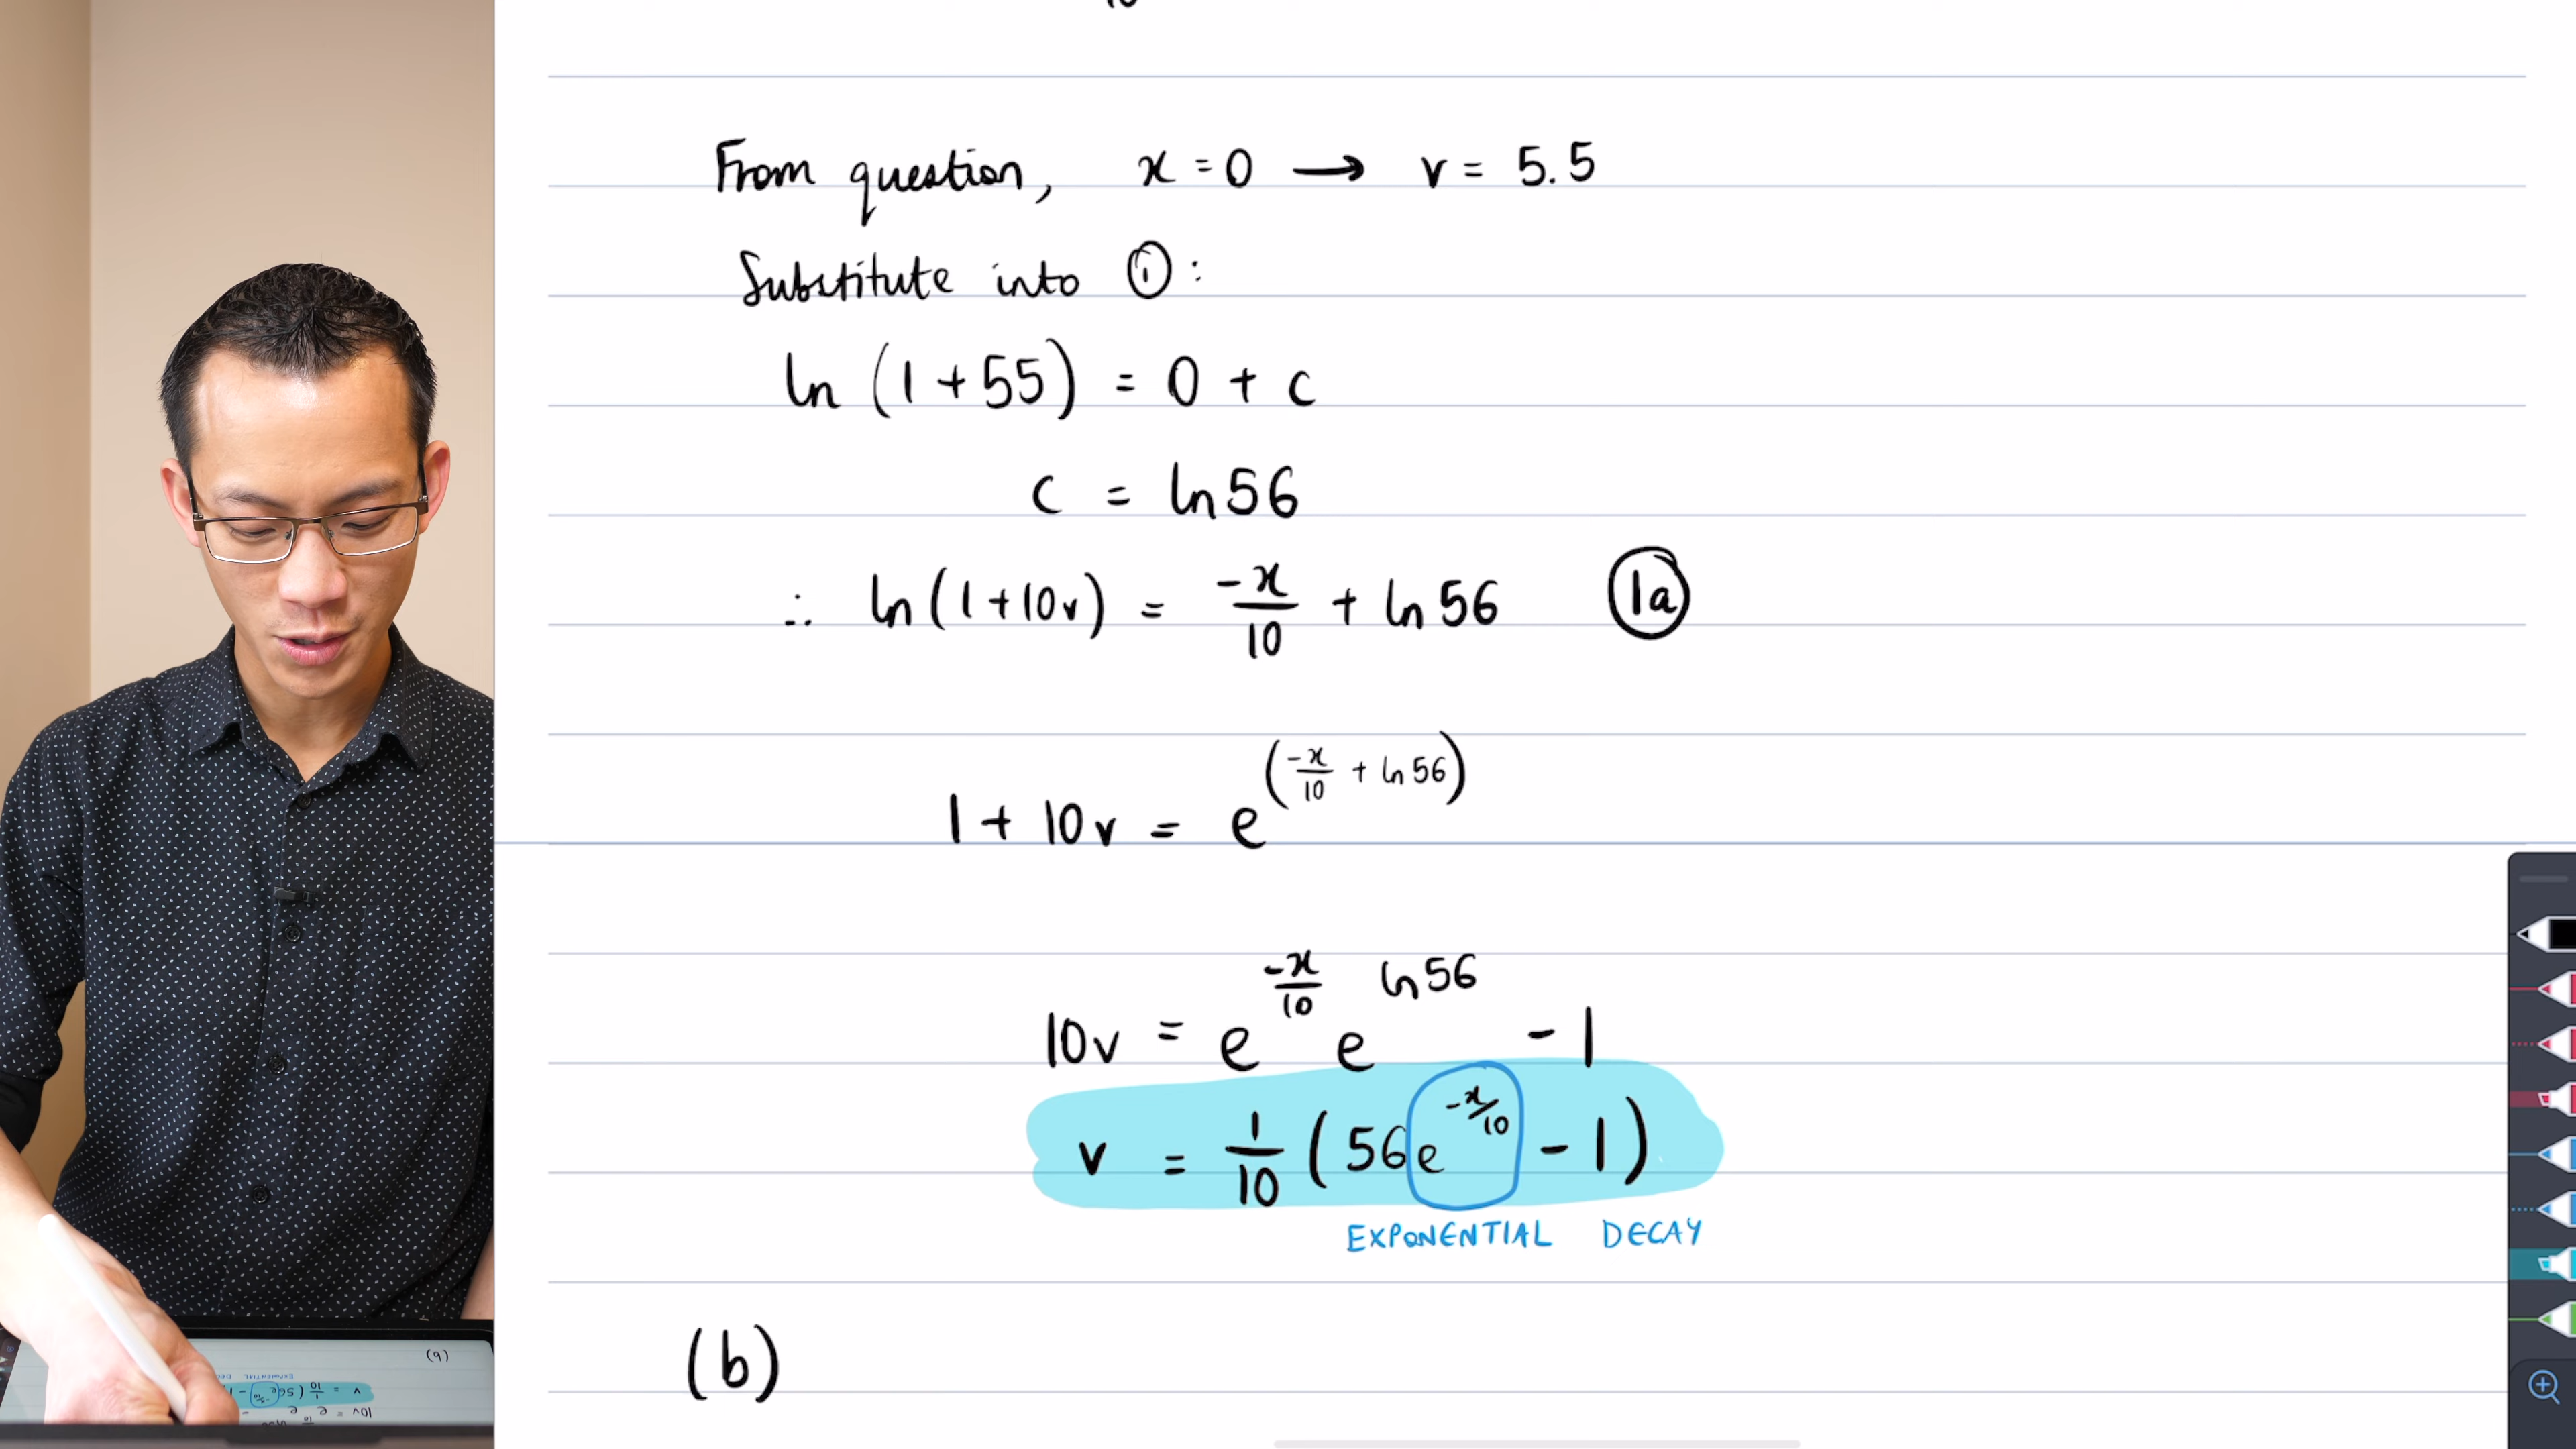 From question, x = 0 → v = 5.5
Substitute into ①:
ln (1 + 55) = 0 + c
c = ln 56
∴ ln(1 + 10v) = -x/10 + ln 56 (1a)
1 + 10v = e^(-x/10 + ln 56)
10v = e^(-x/10) e^(ln 56) - 1
v = 1/10 (56e^(-x/10) - 1)
EXPONENTIAL DECAY
(b)